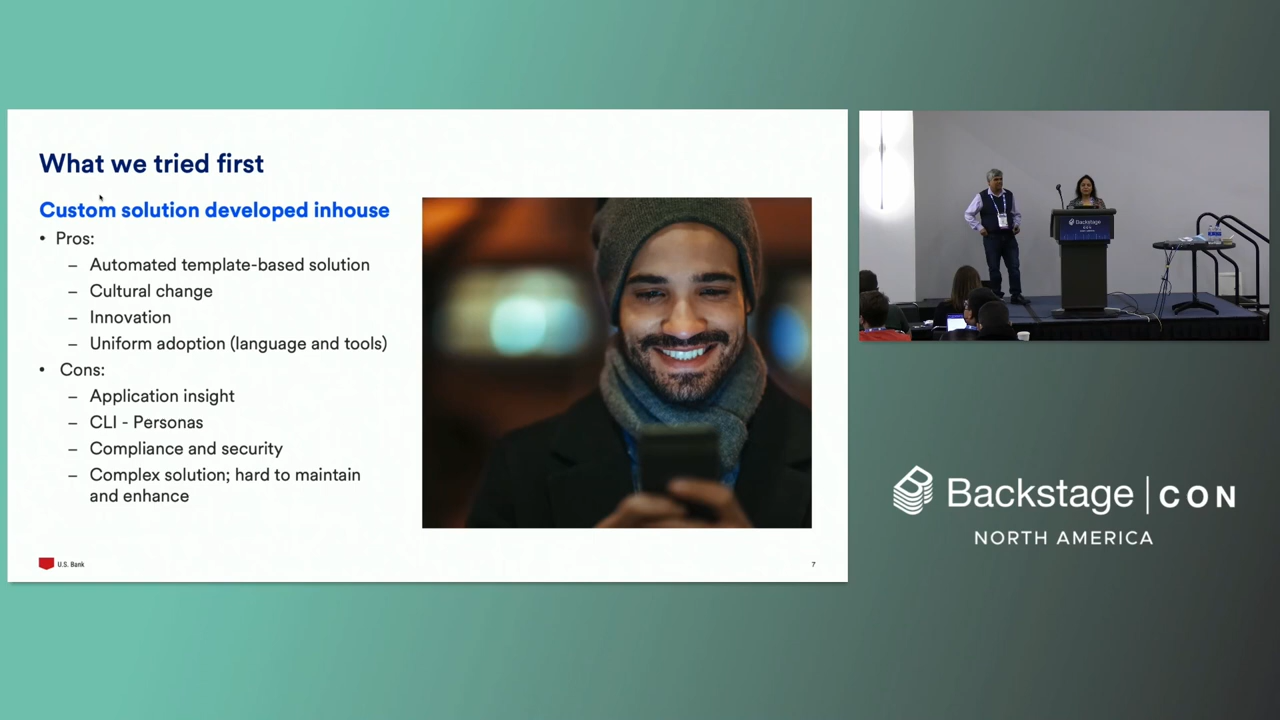 What we tried first
Custom solution developed inhouse
• Pros:
– Automated template-based solution
– Cultural change
– Innovation
– Uniform adoption (language and tools)
• Cons:
– Application insight
– CLI - Personas
– Compliance and security
– Complex solution; hard to maintain
and enhance
U.S. Bank
7
Backstage
Backstage | CON
NORTH AMERICA